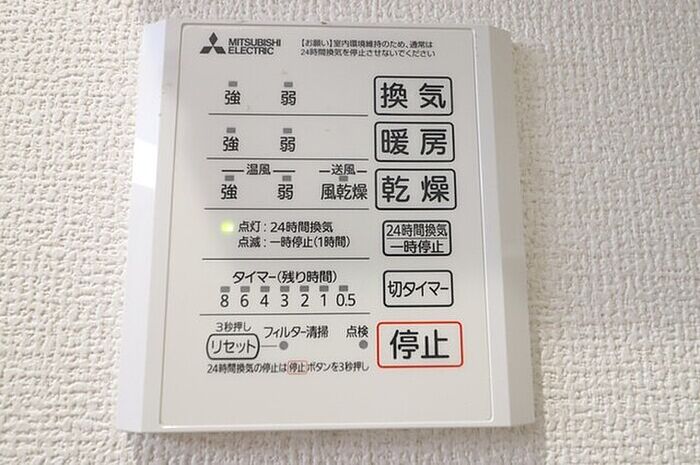 MITSUBISHI ELECTRIC
【お願い】室内環境維持のため、通常は
24時間換気を停止させないでください
強 弱 換気
強 弱 暖房
温風 送風
強 弱 風乾燥 乾燥
点灯：24時間換気
点滅：一時停止(1時間)
24時間換気
一時停止
タイマー(残り時間)
8 6 4 3 2 1 0.5
切タイマー
3秒押し
リセット フィルター清掃 点検
停止
24時間換気の停止は停止ボタンを3秒押し